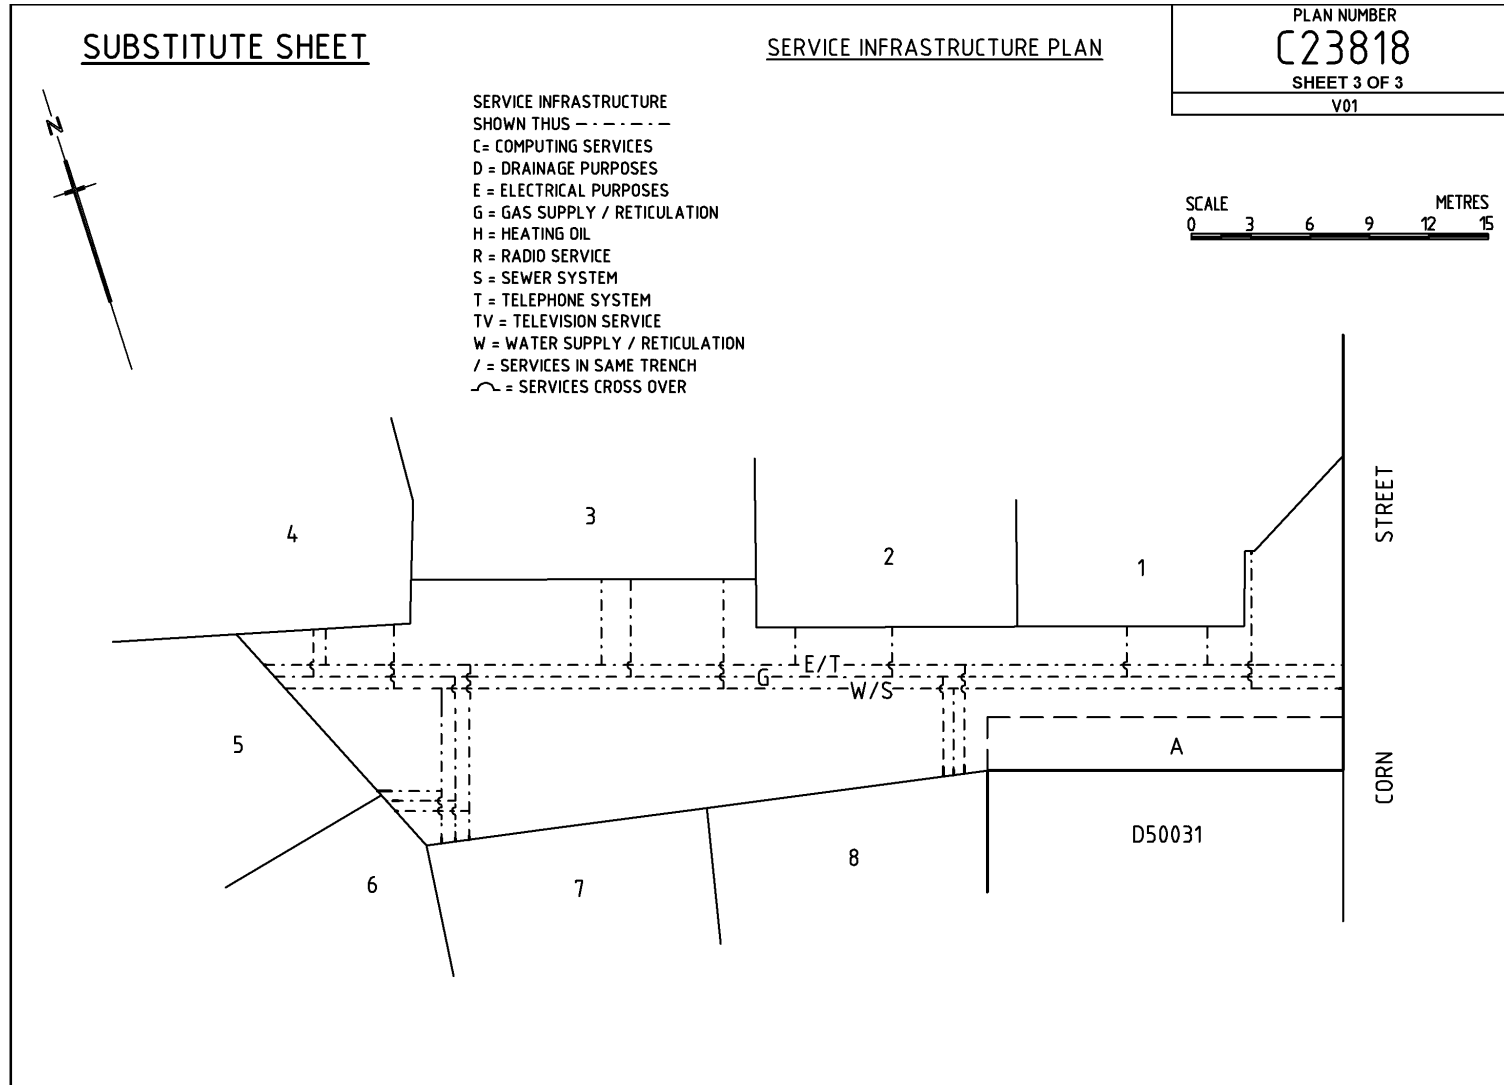 SUBSTITUTE SHEET
SERVICE INFRASTRUCTURE PLAN
PLAN NUMBER
C23818
SHEET 3 OF 3
V01
N
SERVICE INFRASTRUCTURE
SHOWN THUS
C= COMPUTING SERVICES
D = DRAINAGE PURPOSES
E = ELECTRICAL PURPOSES
G = GAS SUPPLY / RETICULATION
H = HEATING OIL
R = RADIO SERVICE
S = SEWER SYSTEM
T = TELEPHONE SYSTEM
TV = TELEVISION SERVICE
W = WATER SUPPLY / RETICULATION
/ = SERVICES IN SAME TRENCH
= SERVICES CROSS OVER
SCALE METRES
0 3 6 9 12 15
STREET
4
3
2
1
E/T
G
W/S
5
A
CORN
D50031
6
7
8